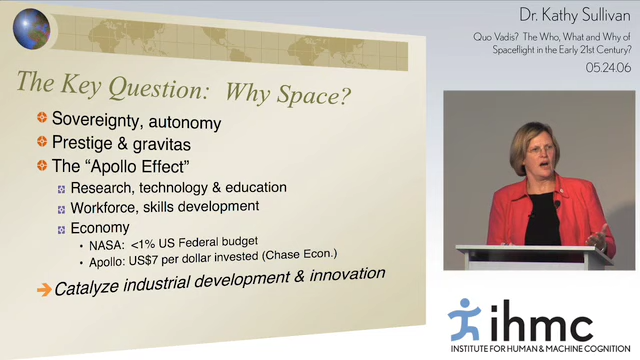 Dr. Kathy Sullivan
Quo Vadis? The Who, What and Why of
Spaceflight in the Early 21st Century?
05.24.06
The Key Question: Why Space?
Sovereignty, autonomy
Prestige & gravitas
The “Apollo Effect”
Research, technology & education
Workforce, skills development
Economy
• NASA: <1% US Federal budget
• Apollo: US$7 per dollar invested (Chase Econ.)
Catalyze industrial development & innovation
ihmc
INSTITUTE FOR HUMAN & MACHINE COGNITION